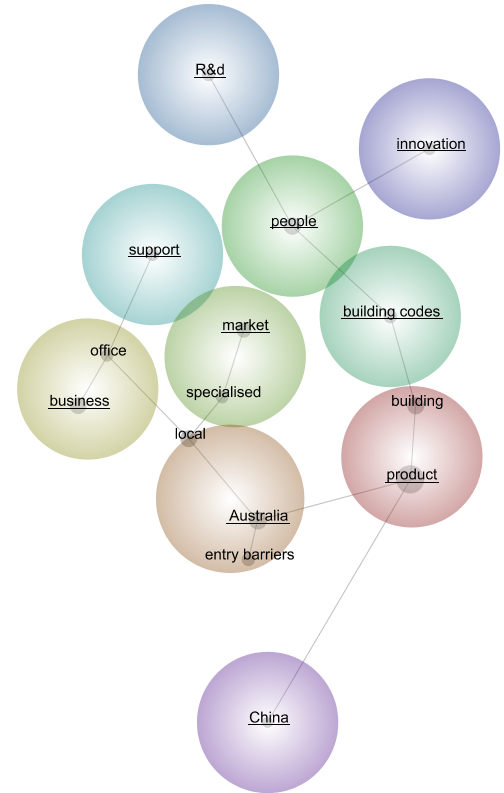 R&d
innovation
people
support
building codes
market
office
specialised
business
building
local
product
Australia
entry barriers
China